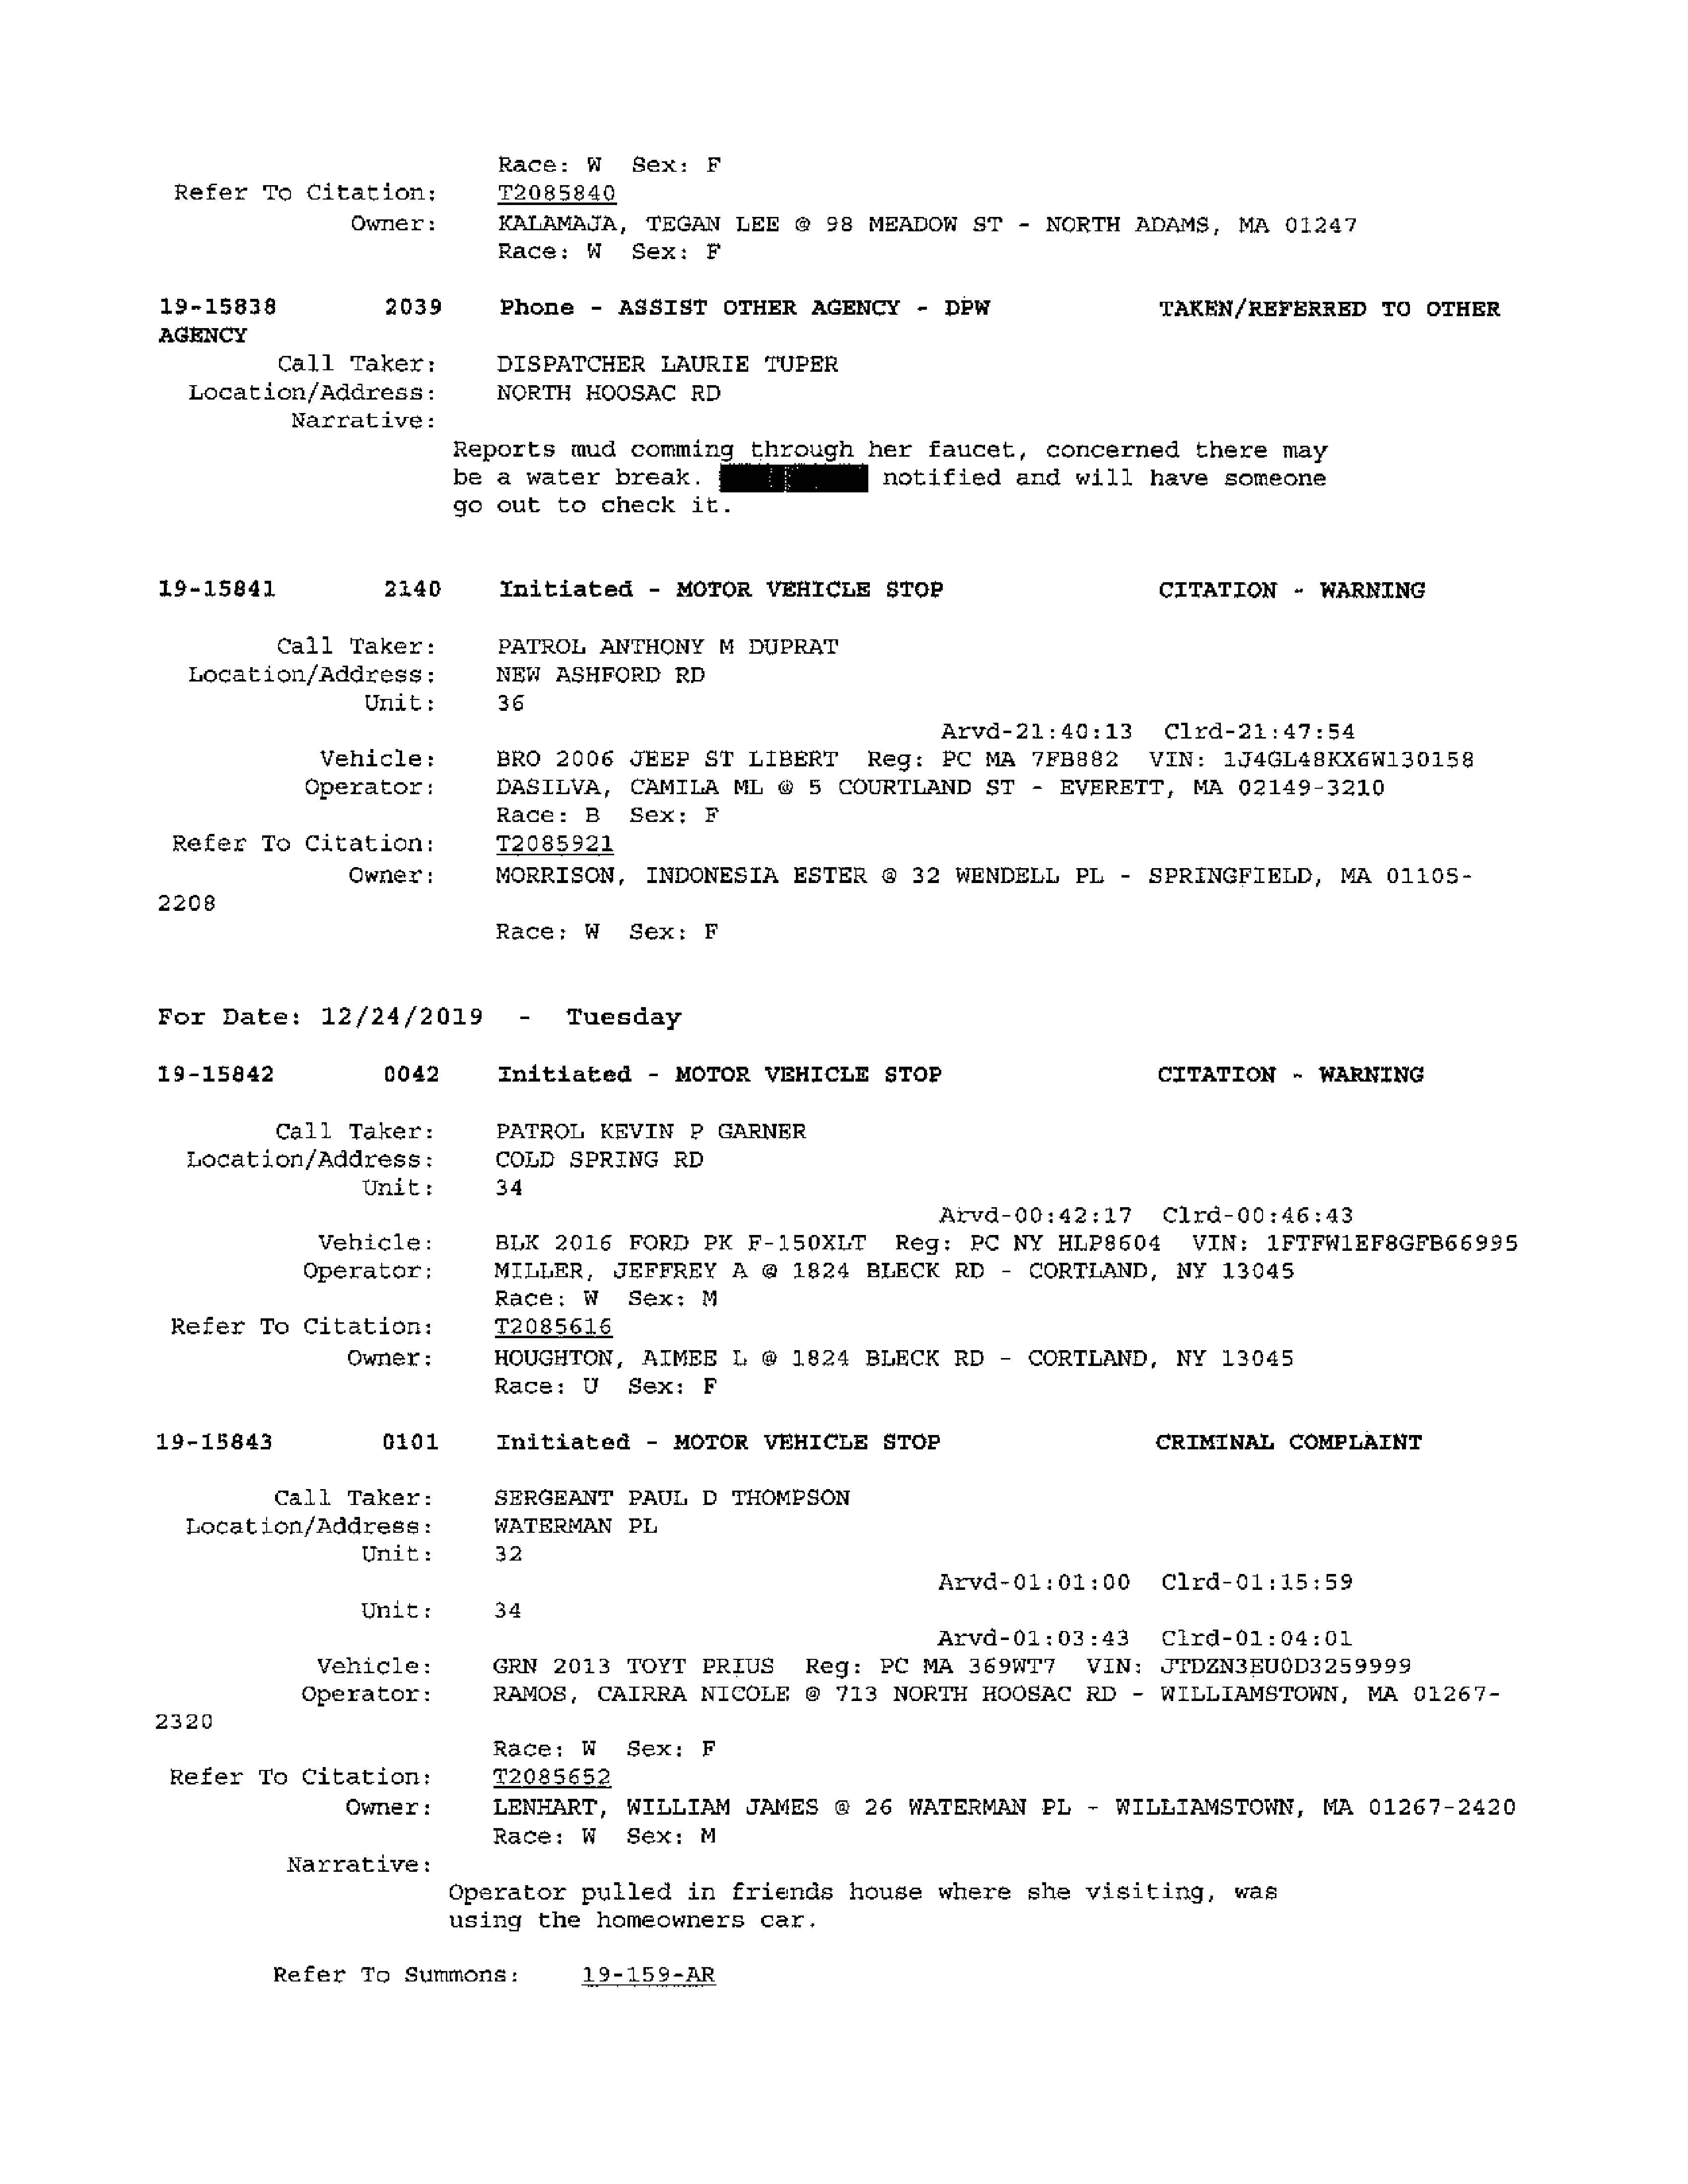 Race: W Sex: F
Refer To Citation: T2085840
Owner: KALAMAJA, TEGAN LEE @ 98 MEADOW ST - NORTH ADAMS, MA 01247
Race: W Sex: F
19-15838 2039 Phone - ASSIST OTHER AGENCY - DPW TAKEN/REFERRED TO OTHER
AGENCY
Call Taker: DISPATCHER LAURIE TUPER
Location/Address: NORTH HOOSAC RD
Narrative:
Reports mud comming through her faucet, concerned there may
be a water break. notified and will have someone
go out to check it.
19-15841 2140 Initiated - MOTOR VEHICLE STOP CITATION - WARNING
Call Taker: PATROL ANTHONY M DUPRAT
Location/Address: NEW ASHFORD RD
Unit: 36
Arvd-21:40:13 Clrd-21:47:54
Vehicle: BRO 2006 JEEP ST LIBERT Reg: PC MA 7FB882 VIN: 1J4GL48KX6W130158
Operator: DASILVA, CAMILA ML @ 5 COURTLAND ST - EVERETT, MA 02149-3210
Race: B Sex: F
Refer To Citation: T2085921
Owner: MORRISON, INDONESIA ESTER @ 32 WENDELL PL - SPRINGFIELD, MA 01105-
2208
Race: W Sex: F
For Date: 12/24/2019 - Tuesday
19-15842 0042 Initiated - MOTOR VEHICLE STOP CITATION - WARNING
Call Taker: PATROL KEVIN P GARNER
Location/Address: COLD SPRING RD
Unit: 34
Arvd-00:42:17 Clrd-00:46:43
Vehicle: BLK 2016 FORD PK F-150XLT Reg: PC NY HLP8604 VIN: 1FTFW1EF8GFB66995
Operator: MILLER, JEFFREY A @ 1824 BLECK RD - CORTLAND, NY 13045
Race: W Sex: M
Refer To Citation: T2085616
Owner: HOUGHTON, AIMEE L @ 1824 BLECK RD - CORTLAND, NY 13045
Race: U Sex: F
19-15843 0101 Initiated - MOTOR VEHICLE STOP CRIMINAL COMPLAINT
Call Taker: SERGEANT PAUL D THOMPSON
Location/Address: WATERMAN PL
Unit: 32
Arvd-01:01:00 Clrd-01:15:59
Unit: 34
Arvd-01:03:43 Clrd-01:04:01
Vehicle: GRN 2013 TOYT PRIUS Reg: PC MA 369WT7 VIN: JTDZN3EU0D3259999
Operator: RAMOS, CAIRRA NICOLE @ 713 NORTH HOOSAC RD - WILLIAMSTOWN, MA 01267-
2320
Race: W Sex: F
Refer To Citation: T2085652
Owner: LENHART, WILLIAM JAMES @ 26 WATERMAN PL - WILLIAMSTOWN, MA 01267-2420
Race: W Sex: M
Narrative:
Operator pulled in friends house where she visiting, was
using the homeowners car.
Refer To Summons: 19-159-AR